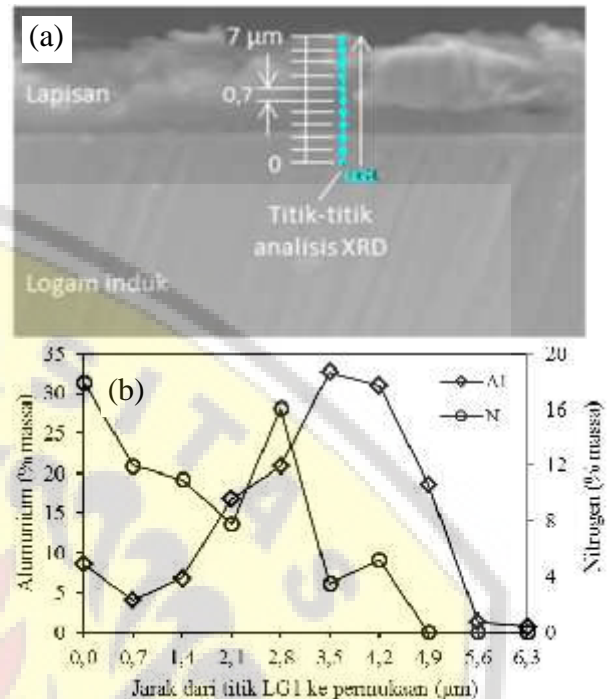 (a)
7 µm
Lapisan
0,7
0
LG1
Titik-titik
analisis XRD
Logam induk
(b)
Alumunium (% massa)
Nitrogen (% massa)
35
30
25
20
15
10
5
0
20
16
12
8
4
0
Al
N
0,0 0,7 1,4 2,1 2,8 3,5 4,2 4,9 5,6 6,3
Jarak dari titik LG1 ke permukaan (µm)
SITAS